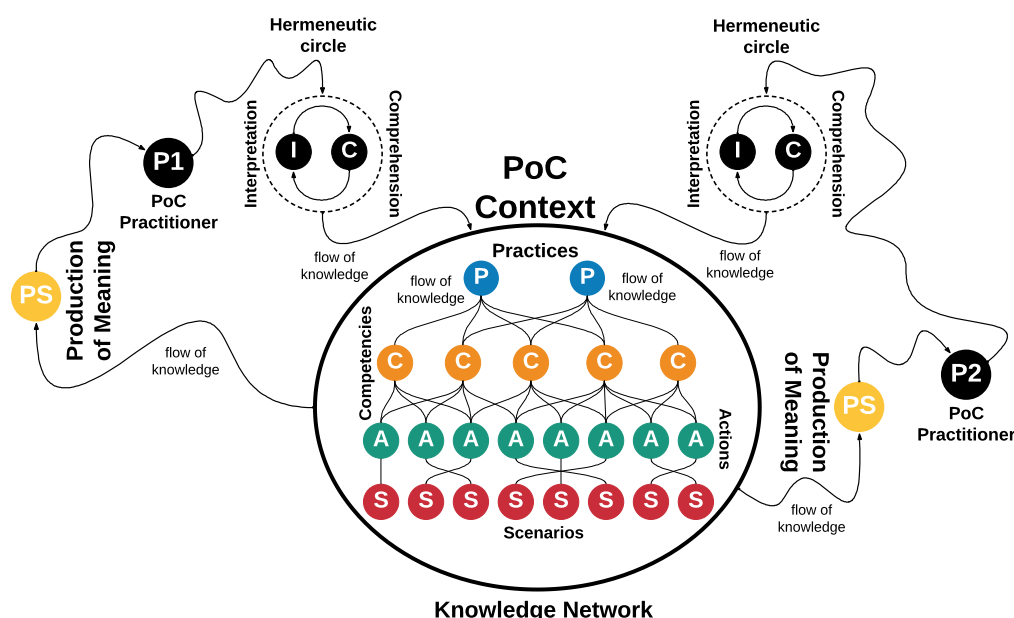 Hermeneutic
circle
Interpretation
Comprehension
I
C
P1
PoC
Practitioner
PS
Production
of Meaning
flow of
knowledge
flow of
knowledge
PoC
Context
Hermeneutic
circle
Interpretation
Comprehension
I
C
flow of
knowledge
Practices
P
P
flow of
knowledge
flow of
knowledge
Competencies
C
C
C
C
C
Actions
A
A
A
A
A
A
A
A
S
S
S
S
S
S
S
S
Scenarios
Knowledge Network
Production
of Meaning
PS
P2
PoC
Practitioner
flow of
knowledge